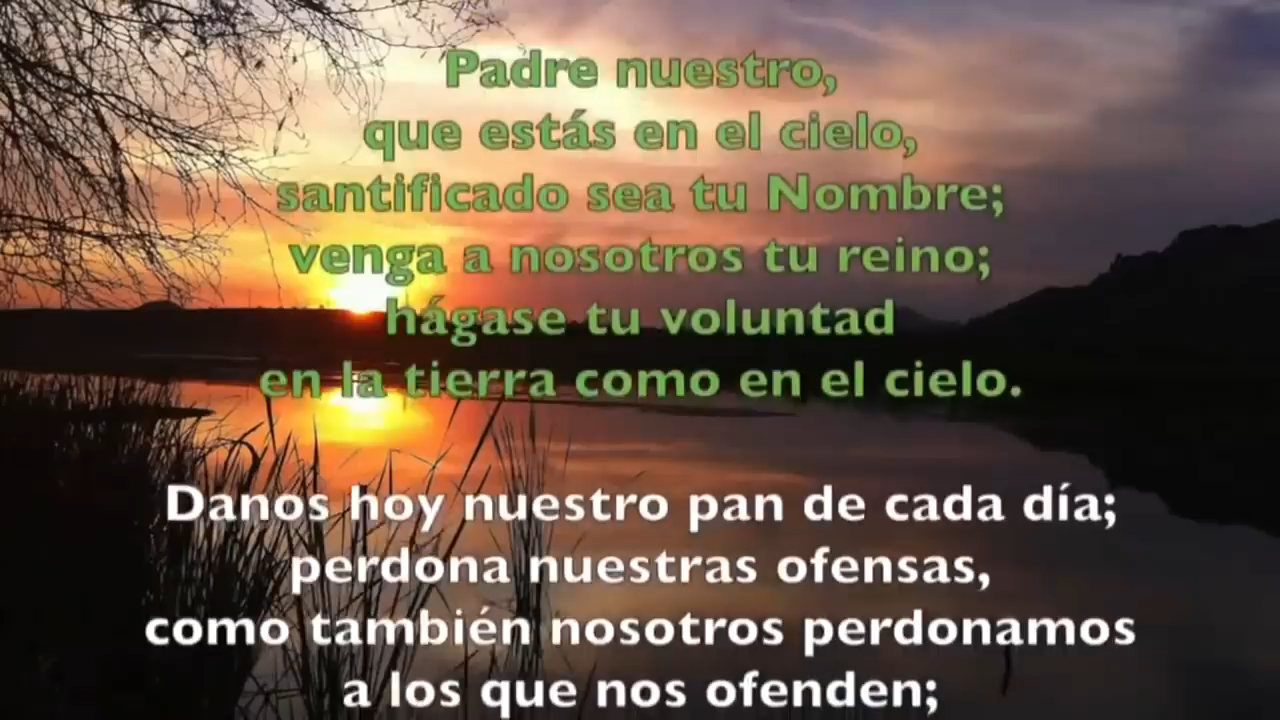 Padre nuestro,
que estás en el cielo,
santificado sea tu Nombre;
venga a nosotros tu reino;
hágase tu voluntad
en la tierra como en el cielo.
Danos hoy nuestro pan de cada día;
perdona nuestras ofensas,
como también nosotros perdonamos
a los que nos ofenden;